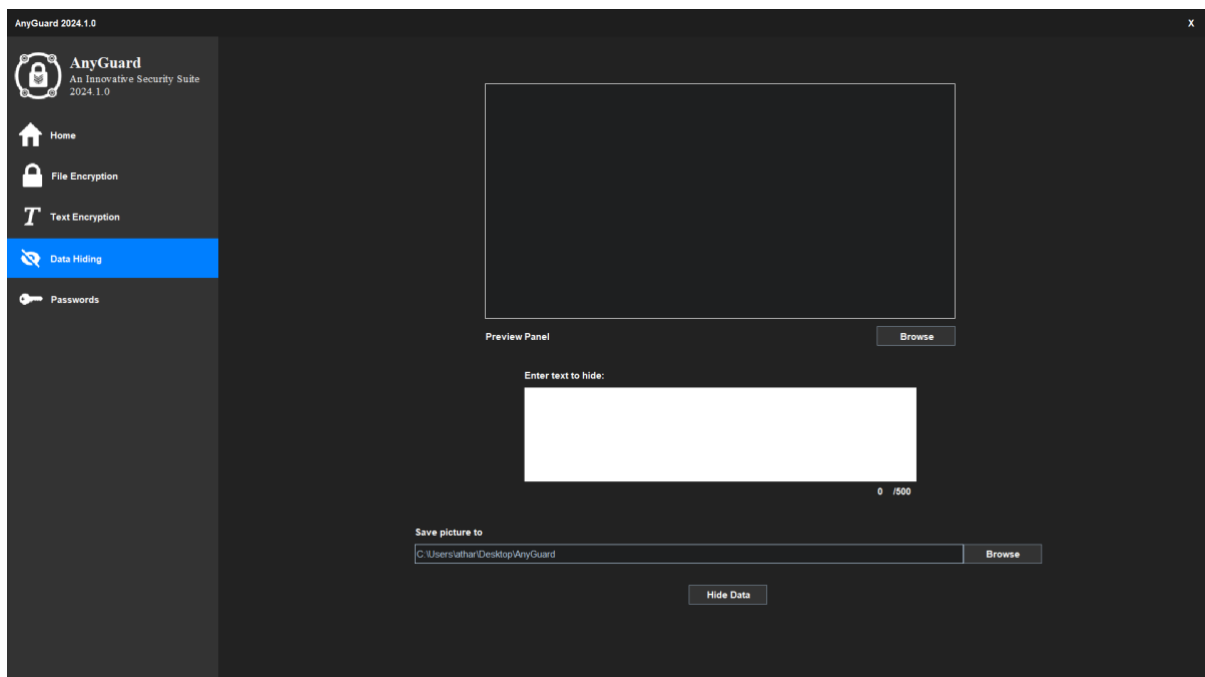 AnyGuard 2024.1.0
X
AnyGuard
An Innovative Security Suite
2024.1.0
Home
File Encryption
Text Encryption
Data Hiding
Passwords
Preview Panel
Browse
Enter text to hide:
0 /500
Save picture to
C:\Users\athar\Desktop\AnyGuard
Browse
Hide Data